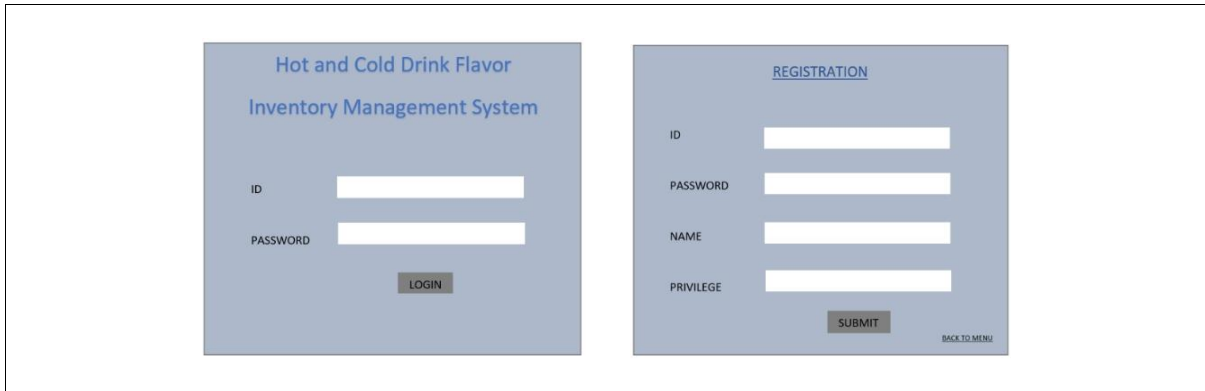 Hot and Cold Drink Flavor
Inventory Management System
ID
PASSWORD
LOGIN
REGISTRATION
ID
PASSWORD
NAME
PRIVILEGE
SUBMIT
BACK TO MENU